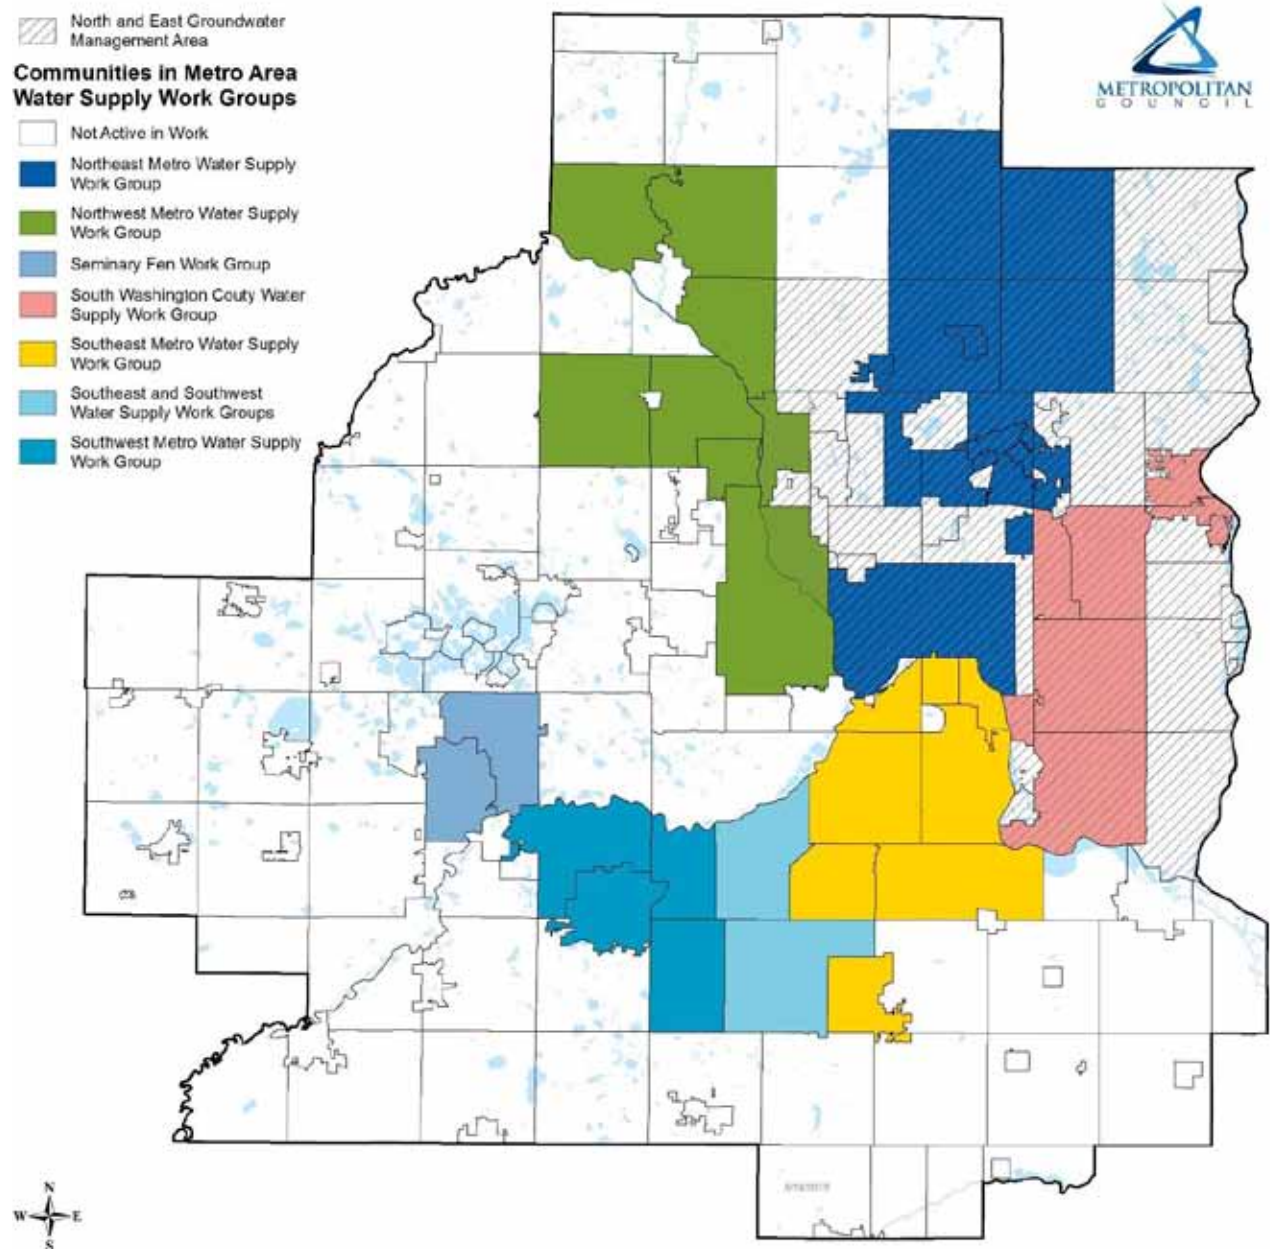 North and East Groundwater
Management Area
Communities in Metro Area
Water Supply Work Groups
Not Active in Work
Northeast Metro Water Supply
Work Group
Northwest Metro Water Supply
Work Group
Seminary Fen Work Group
South Washington Couty Water
Supply Work Group
Southeast Metro Water Supply
Work Group
Southeast and Southwest
Water Supply Work Groups
Southwest Metro Water Supply
Work Group
METROPOLITAN
COUNCIL
N
W E
S